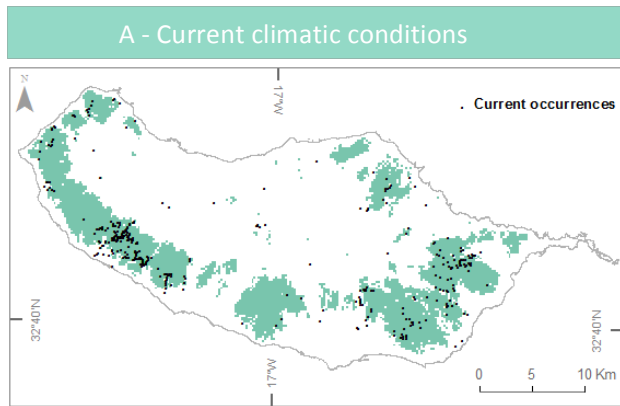 A - Current climatic conditions
N
17°W
. Current occurrences
32°40'N
32°40'N
17°W
0 5 10 Km